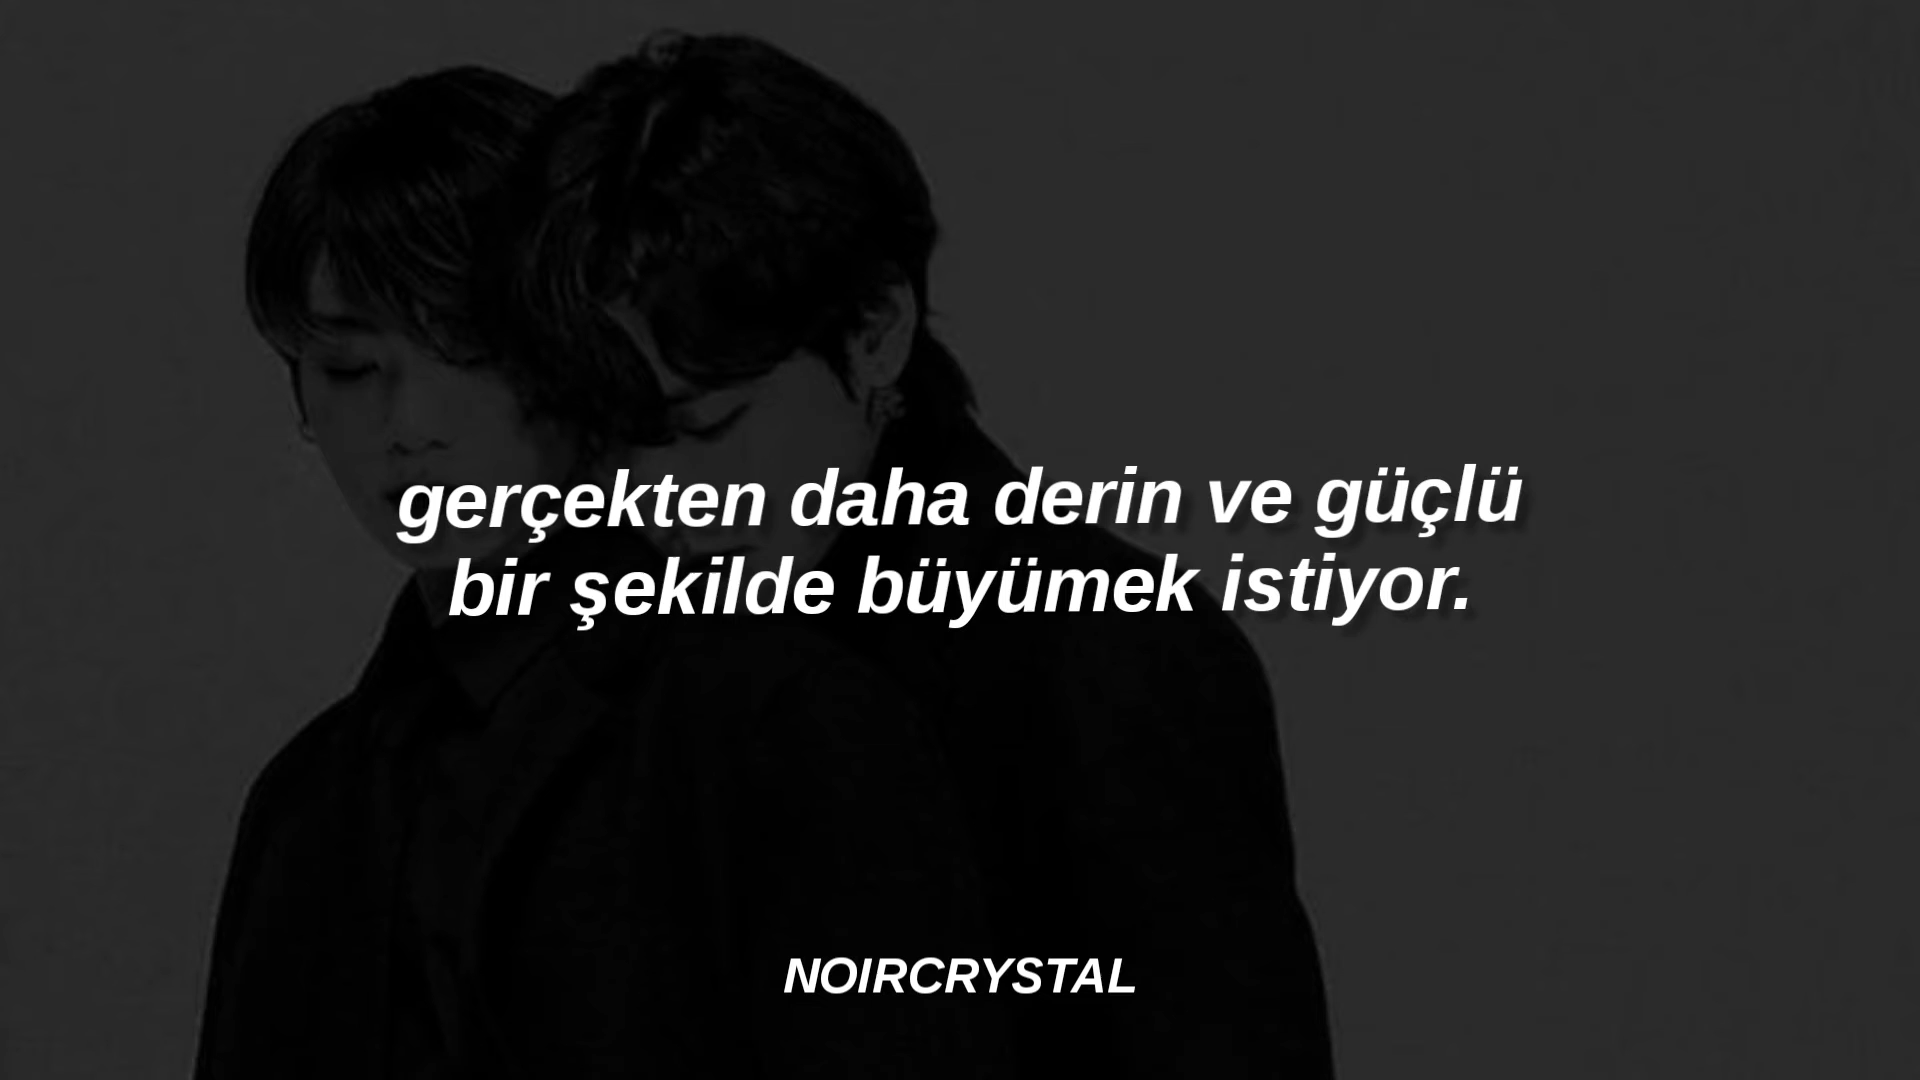 gerçekten daha derin ve güçlü
bir şekilde büyümek istiyor.
NOIRCRYSTAL